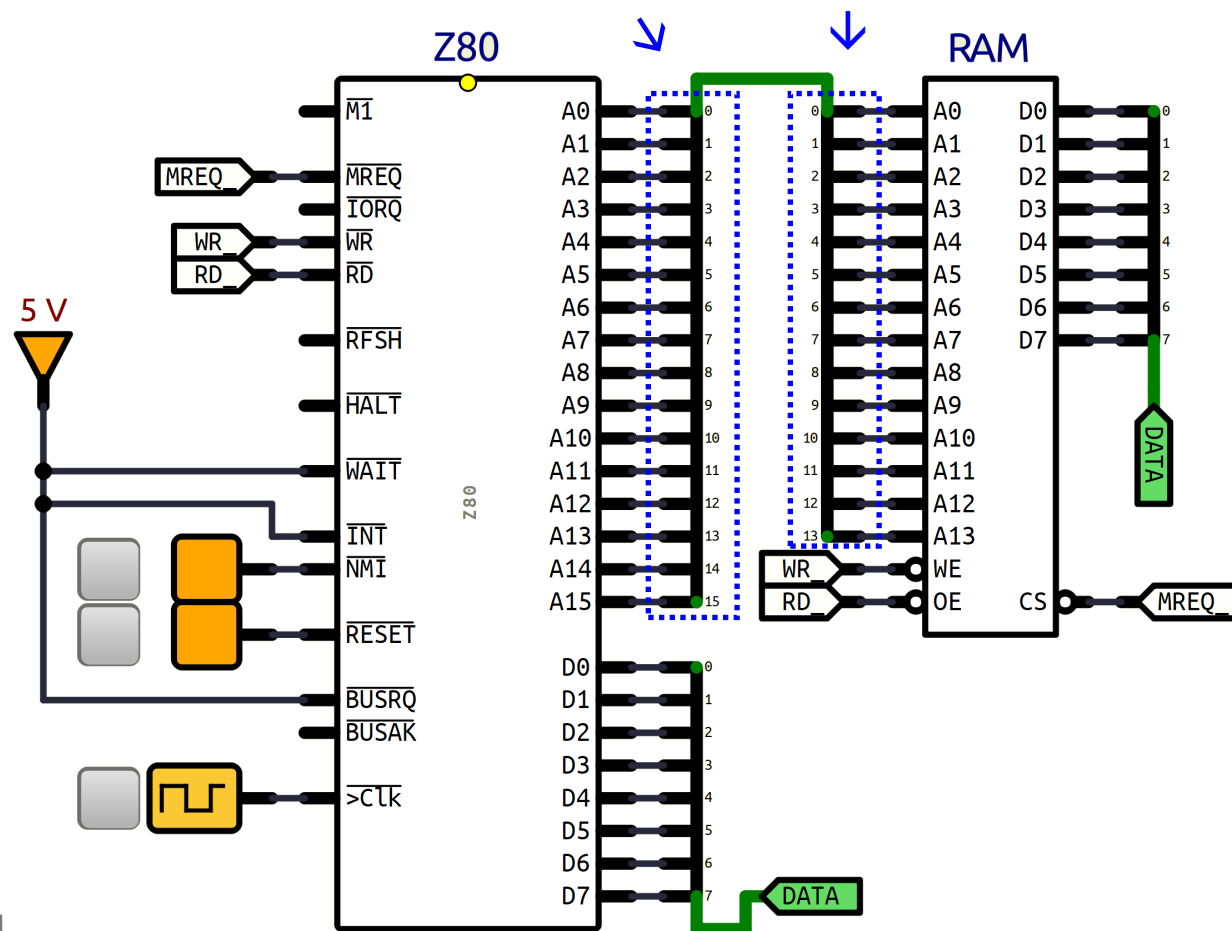 Z80
RAM
M1
MREQ
IORQ
WR
RD
RFSH
HALT
WAIT
INT
NMI
RESET
BUSRQ
BUSAK
>Clk
MREQ_
WR_
RD_
5 V
Z80
A0
A1
A2
A3
A4
A5
A6
A7
A8
A9
A10
A11
A12
A13
A14
A15
D0
D1
D2
D3
D4
D5
D6
D7
0
1
2
3
4
5
6
7
8
9
10
11
12
13
14
15
0
1
2
3
4
5
6
7
DATA
0
1
2
3
4
5
6
7
8
9
10
11
12
13
WR_
RD_
A0
A1
A2
A3
A4
A5
A6
A7
A8
A9
A10
A11
A12
A13
WE
OE
D0
D1
D2
D3
D4
D5
D6
D7
CS
0
1
2
3
4
5
6
7
DATA
MREQ_